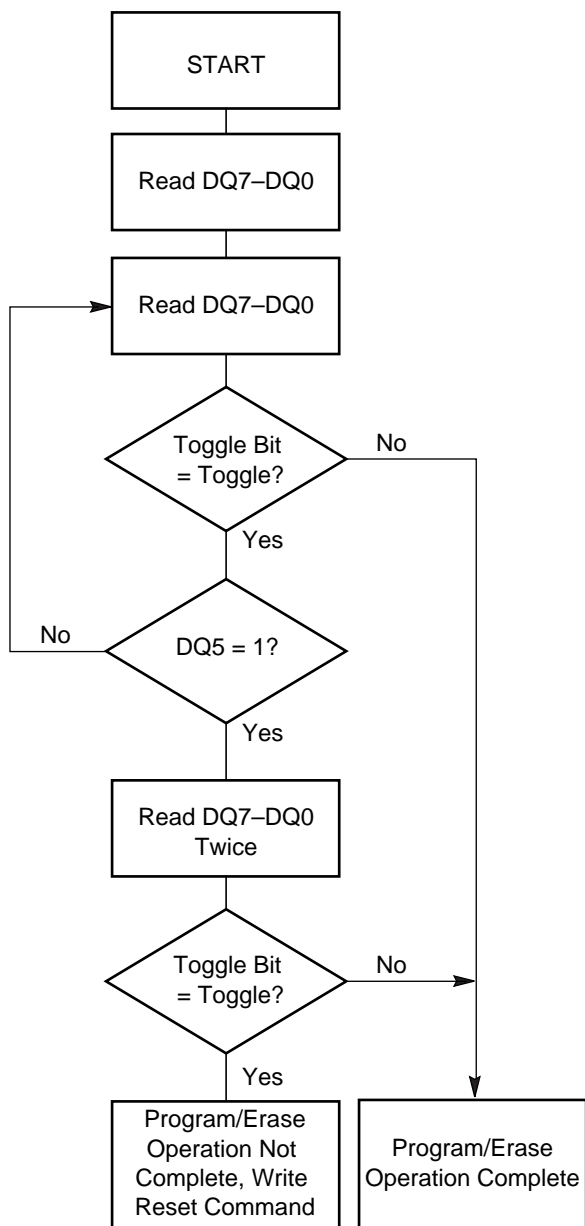 START
Read DQ7–DQ0
Read DQ7–DQ0
Toggle Bit
= Toggle?
No
Yes
No
DQ5 = 1?
Yes
Read DQ7–DQ0
Twice
Toggle Bit
= Toggle?
No
Yes
Program/Erase
Operation Not
Complete, Write
Reset Command
Program/Erase
Operation Complete